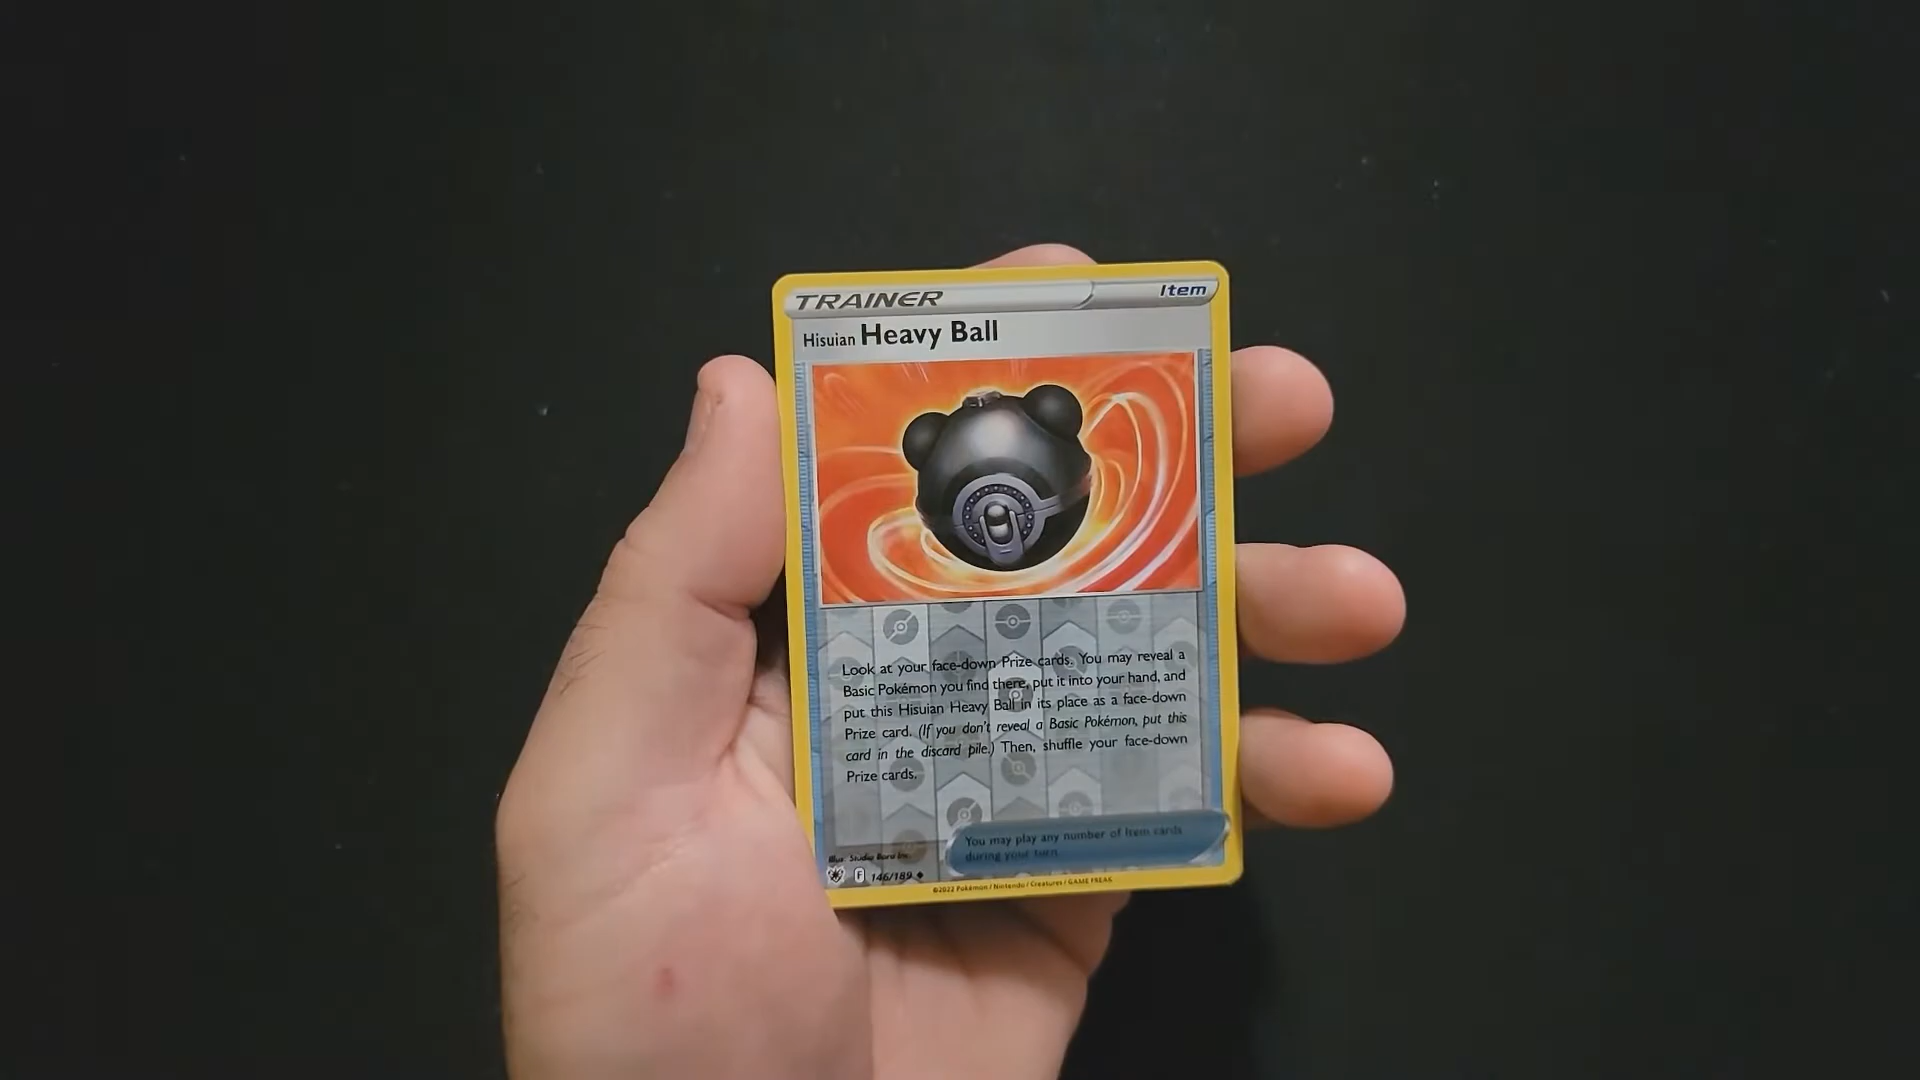 TRAINER Item
Hisuian Heavy Ball
Look at your face-down Prize cards. You may reveal a
Basic Pokémon you find there, put it into your hand, and
put this Hisuian Heavy Ball in its place as a face-down
Prize card. (If you don't reveal a Basic Pokémon, put this
card in the discard pile.) Then, shuffle your face-down
Prize cards.
You may play any number of Item cards
during your turn.
Illus. Studio Bora Inc.
F 146/189
©2022 Pokémon / Nintendo / Creatures / GAME FREAK